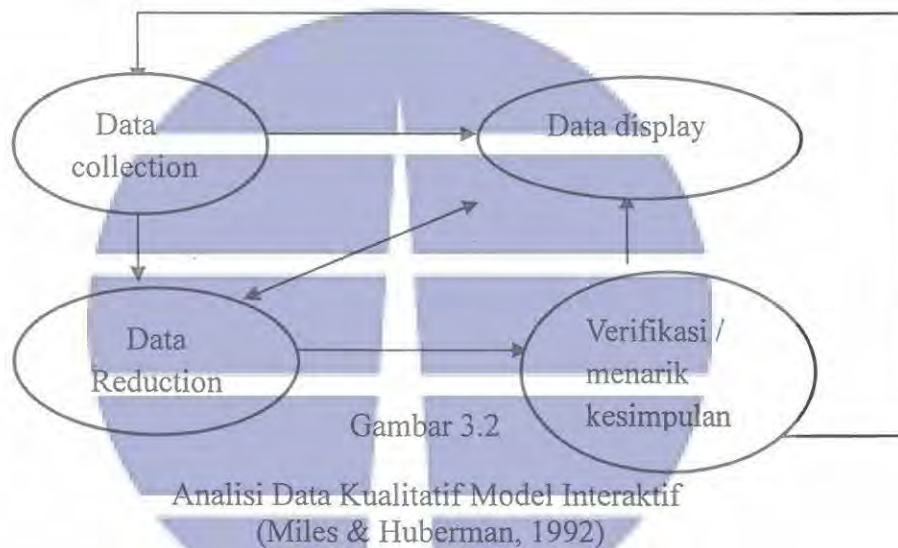 Data
collection
Data display
Data
Reduction
Verifikasi /
menarik
kesimpulan
Gambar 3.2
Analisi Data Kualitatif Model Interaktif
(Miles & Huberman, 1992)